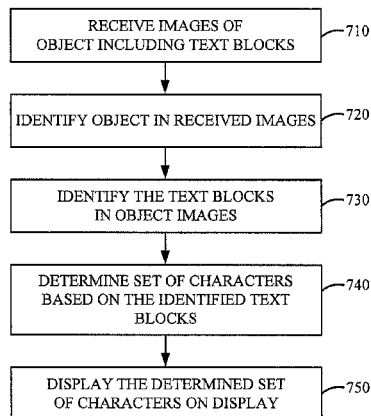 RECEIVE IMAGES OF
OBJECT INCLUDING TEXT BLOCKS
710
IDENTIFY OBJECT IN RECEIVED IMAGES
720
IDENTIFY THE TEXT BLOCKS
IN OBJECT IMAGES
730
DETERMINE SET OF CHARACTERS
BASED ON THE IDENTIFIED TEXT
BLOCKS
740
DISPLAY THE DETERMINED SET
OF CHARACTERS ON DISPLAY
750